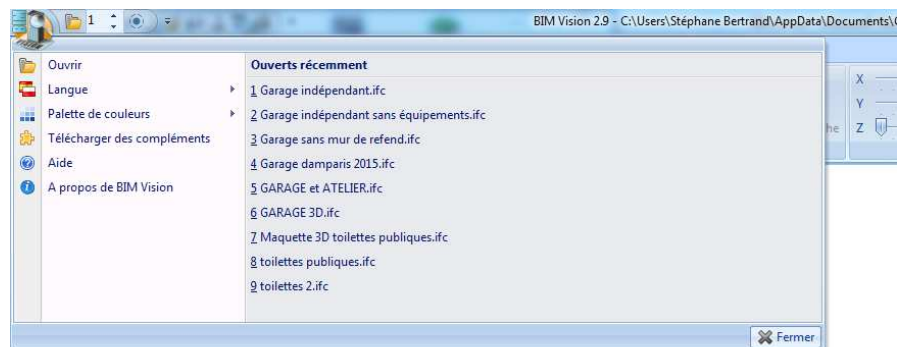 1
BIM Vision 2.9 - C:\Users\Stéphane Bertrand\AppData\Documents\
Ouvrir
Langue
Palette de couleurs
Télécharger des compléments
Aide
A propos de BIM Vision
Ouverts récemment
1 Garage indépendant.ifc
2 Garage indépendant sans équipements.ifc
3 Garage sans mur de refend.ifc
4 Garage damparis 2015.ifc
5 GARAGE et ATELIER.ifc
6 GARAGE 3D.ifc
7 Maquette 3D toilettes publiques.ifc
8 toilettes publiques.ifc
9 toilettes 2.ifc
X
Y
he Z
Fermer